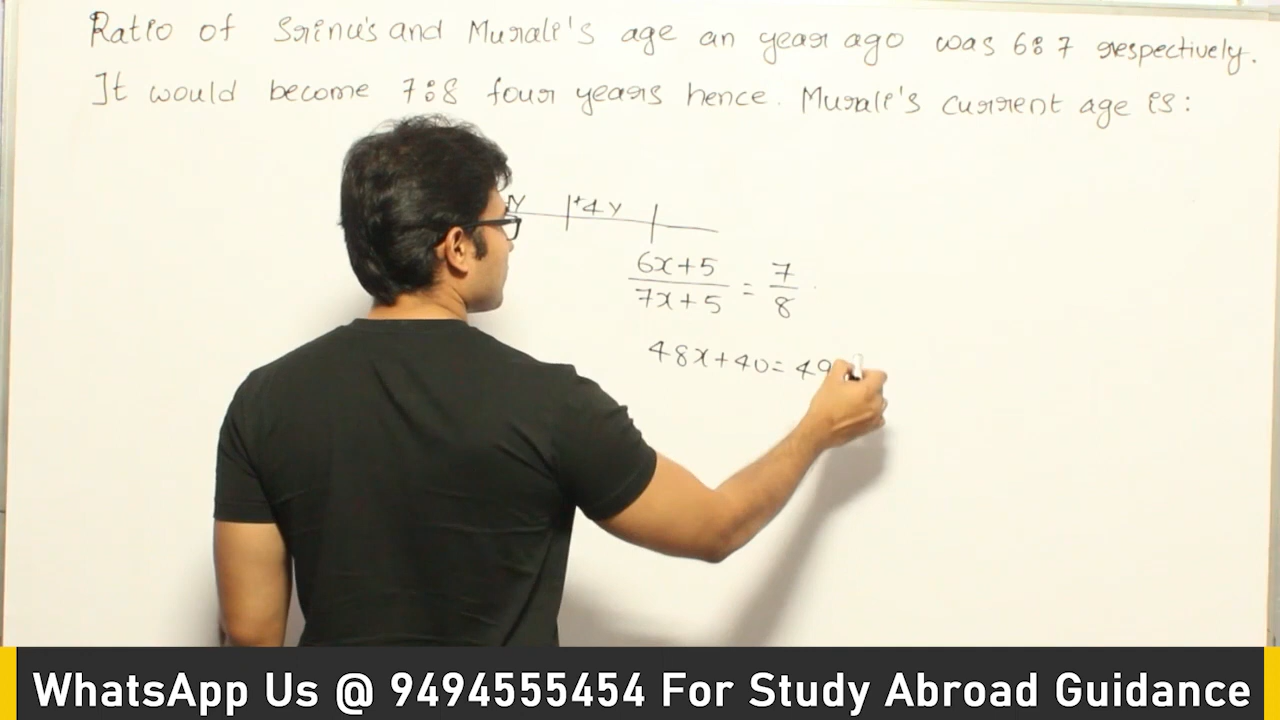 Ratio of Srinu's and Murali's age an year ago was 6:7 respectively.
It would become 7:8 four years hence. Murali's current age is:
Y +4 Y
6x+5
7x+5
=
7
8
48x+40=49
WhatsApp Us @ 9494555454 For Study Abroad Guidance